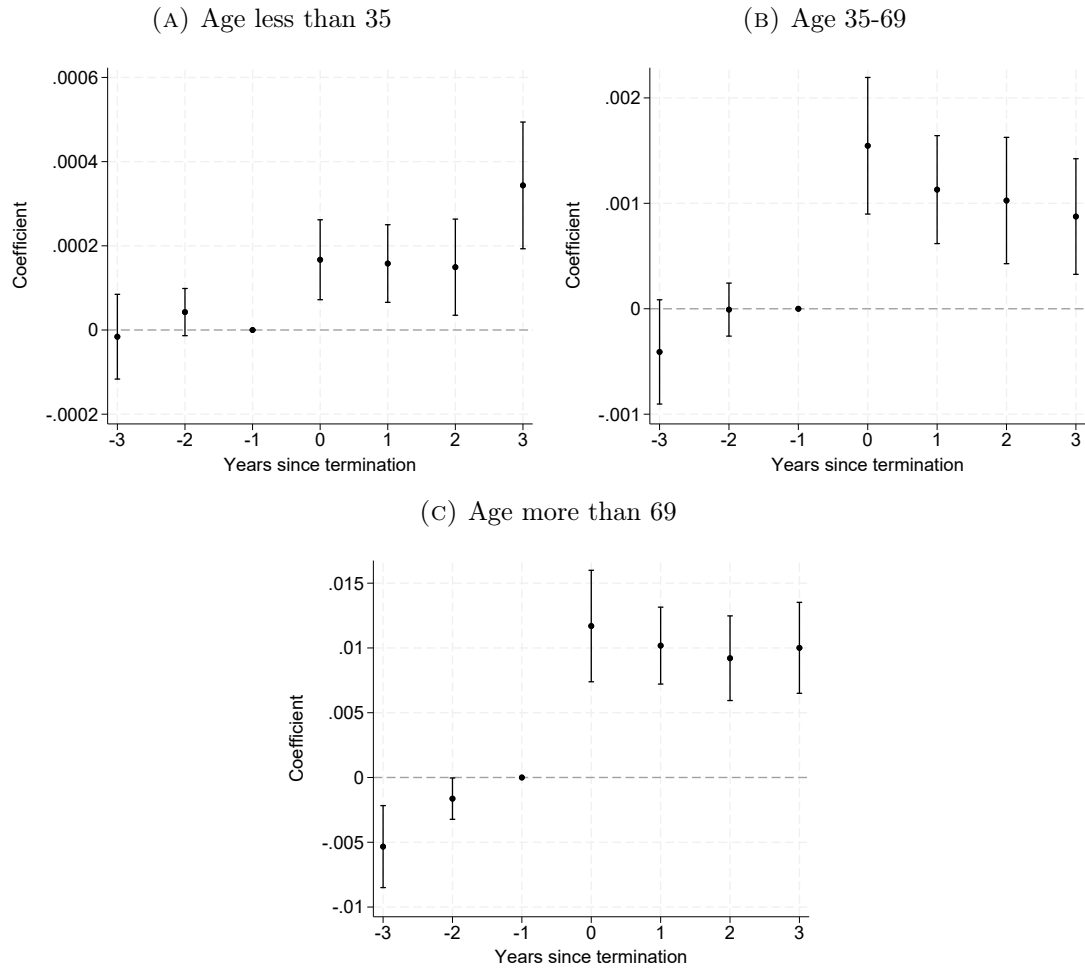 (A) Age less than 35
.0006
.0004
.0002
0
-.0002
Coefficient
-3 -2 -1 0 1 2 3
Years since termination
(B) Age 35-69
.002
.001
0
-.001
Coefficient
-3 -2 -1 0 1 2 3
Years since termination
(C) Age more than 69
.015
.01
.005
0
-.005
-.01
Coefficient
-3 -2 -1 0 1 2 3
Years since termination